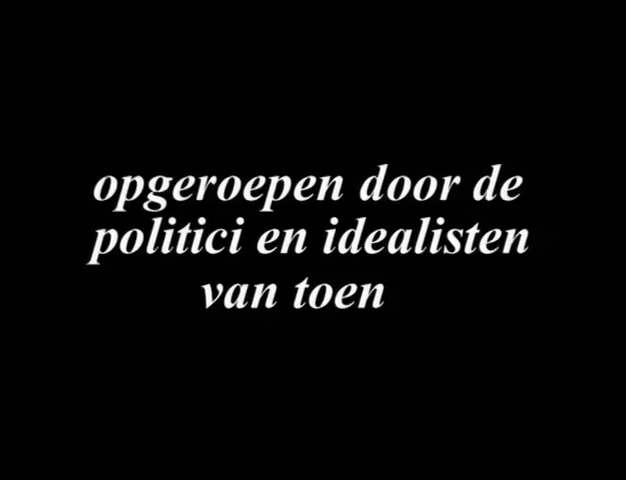 opgeroepen door de
politici en idealisten
van toen